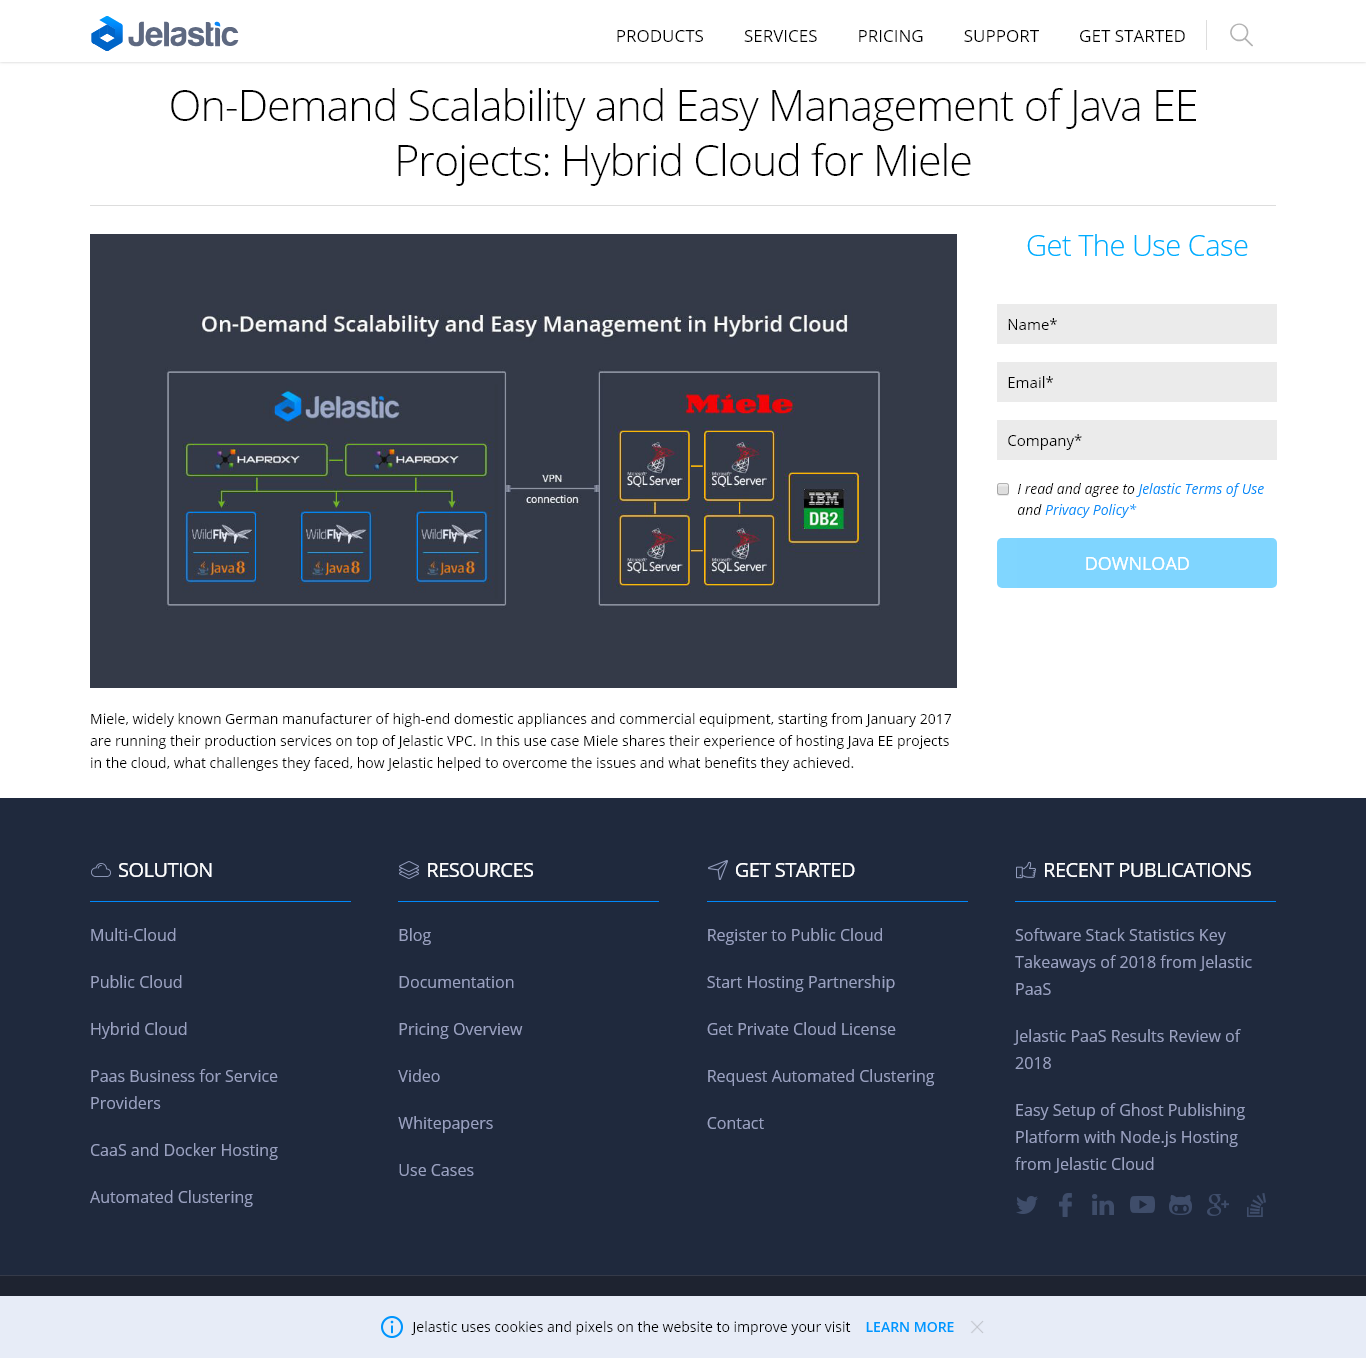 Jelastic
PRODUCTS
SERVICES
PRICING
SUPPORT
GET STARTED
On-Demand Scalability and Easy Management of Java EE
Projects: Hybrid Cloud for Miele
On-Demand Scalability and Easy Management in Hybrid Cloud
Jelastic
HAPROXY
HAPROXY
WildFly
Java 8
WildFly
Java 8
WildFly
Java 8
VPN
connection
Miele
Microsoft
SQL Server
Microsoft
SQL Server
Microsoft
SQL Server
Microsoft
SQL Server
IBM
DB2
Get The Use Case
Name*
Email*
Company*
I read and agree to Jelastic Terms of Use
and Privacy Policy*
DOWNLOAD
Miele, widely known German manufacturer of high-end domestic appliances and commercial equipment, starting from January 2017
are running their production services on top of Jelastic VPC. In this use case Miele shares their experience of hosting Java EE projects
in the cloud, what challenges they faced, how Jelastic helped to overcome the issues and what benefits they achieved.
SOLUTION
Multi-Cloud
Public Cloud
Hybrid Cloud
Paas Business for Service
Providers
CaaS and Docker Hosting
Automated Clustering
RESOURCES
Blog
Documentation
Pricing Overview
Video
Whitepapers
Use Cases
GET STARTED
Register to Public Cloud
Start Hosting Partnership
Get Private Cloud License
Request Automated Clustering
Contact
RECENT PUBLICATIONS
Software Stack Statistics Key
Takeaways of 2018 from Jelastic
PaaS
Jelastic PaaS Results Review of
2018
Easy Setup of Ghost Publishing
Platform with Node.js Hosting
from Jelastic Cloud
Jelastic uses cookies and pixels on the website to improve your visit LEARN MORE